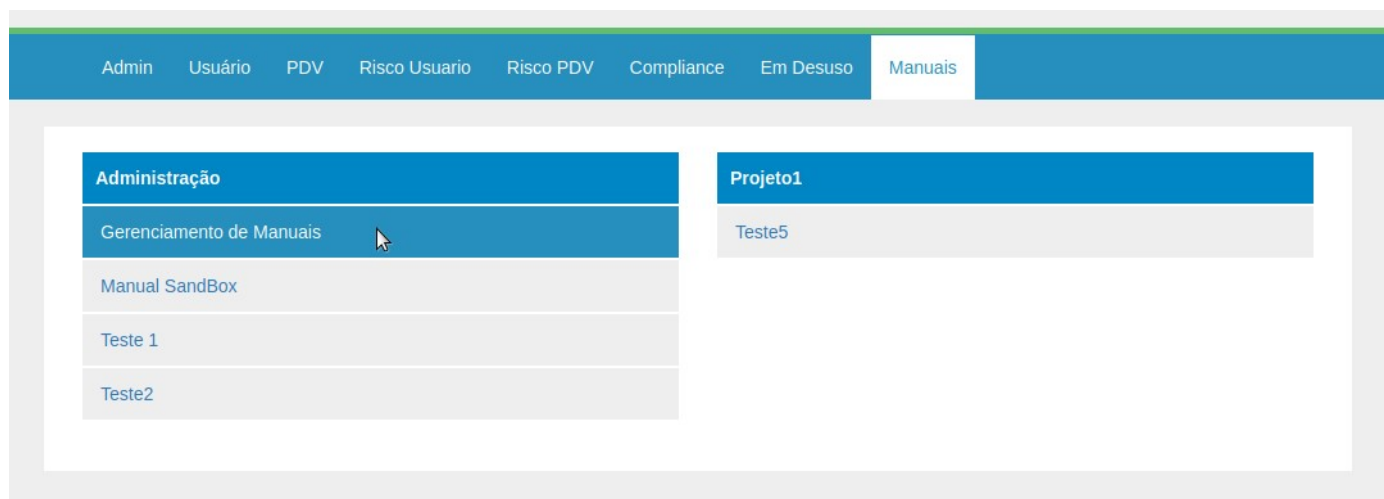 Admin Usuário PDV Risco Usuario Risco PDV Compliance Em Desuso Manuais
Administração
Gerenciamento de Manuais
Manual SandBox
Teste 1
Teste2
Projeto1
Teste5